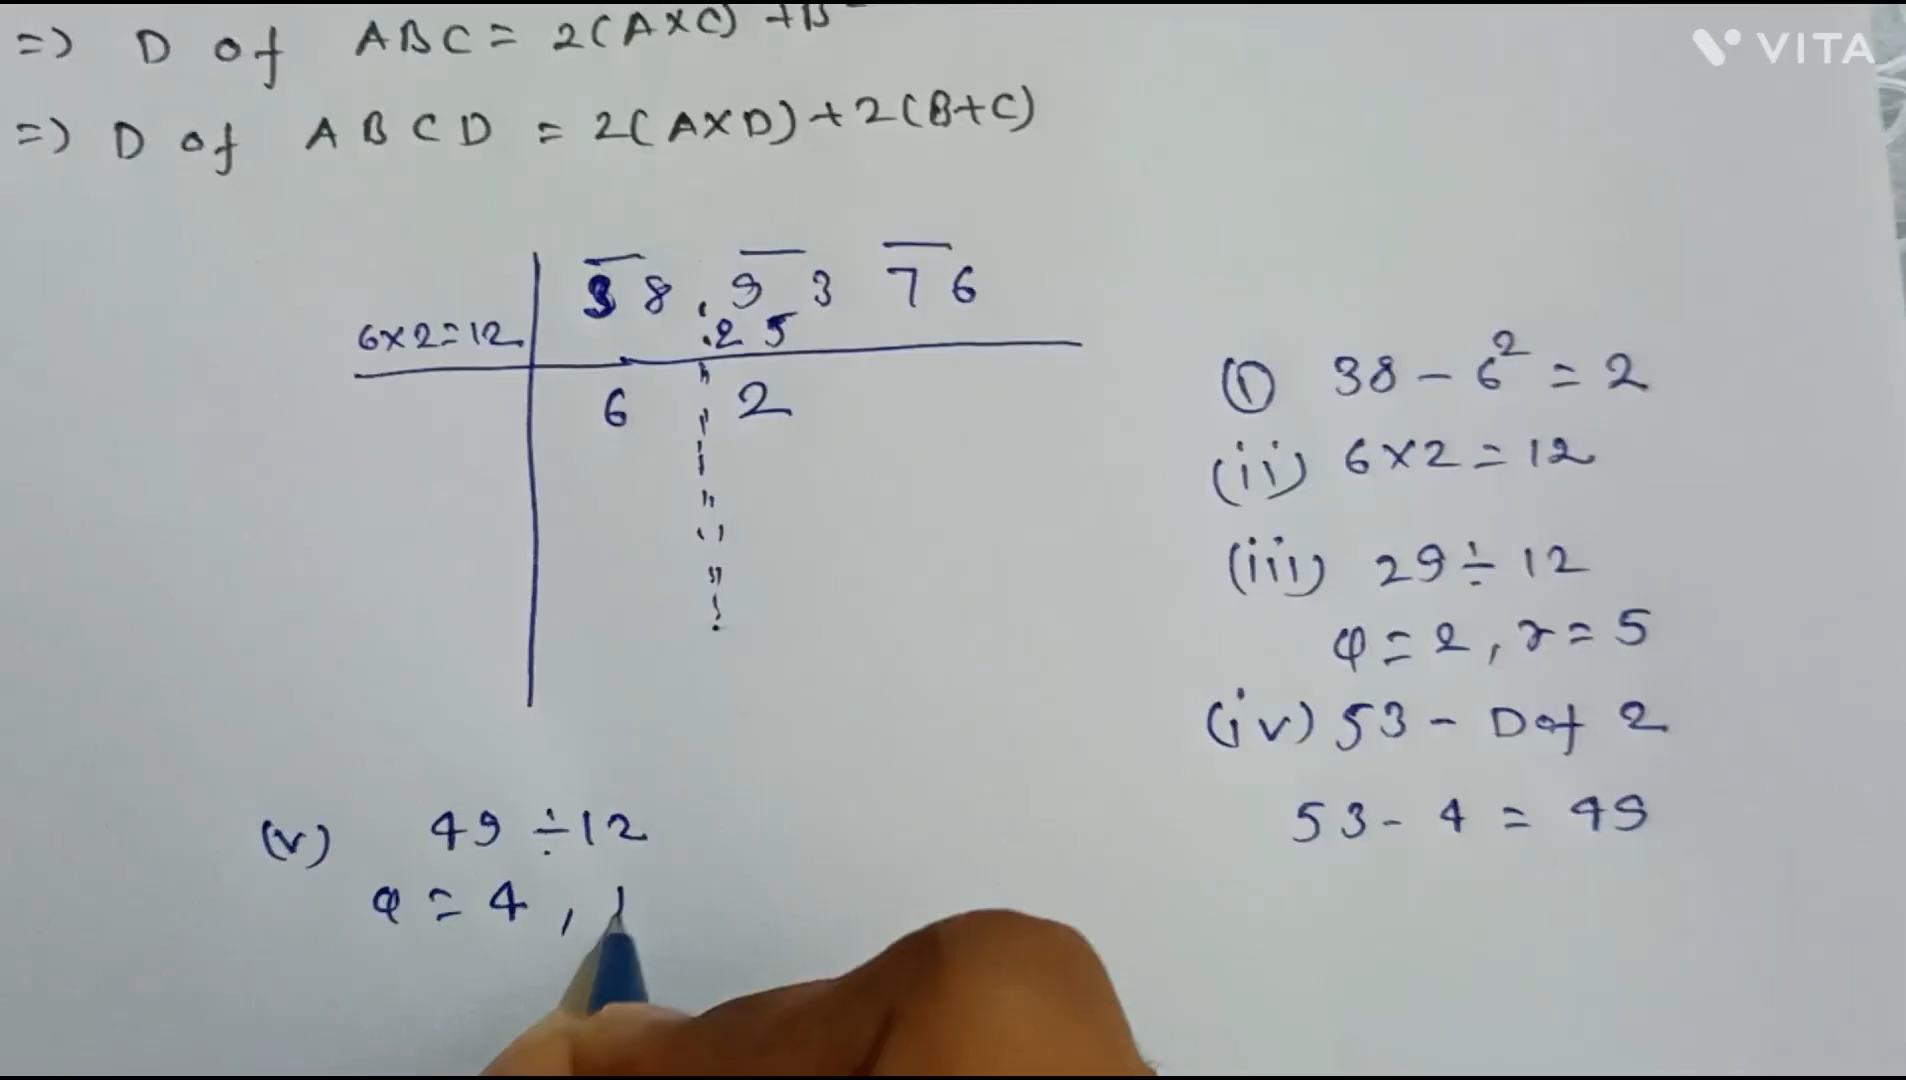 => D of ABC = 2(A×C) + B
VITA
=> D of ABCD = 2(A×D)+2(B+C)
38.93 76
6×2=12 .2 5
6 2
(i) 38 - 6² = 2
(ii) 6×2=12
(iii) 29 ÷ 12
φ = 2, r = 5
(iv) 53 - D of 2
53 - 4 = 49
(v) 49 ÷ 12
φ = 4 ,